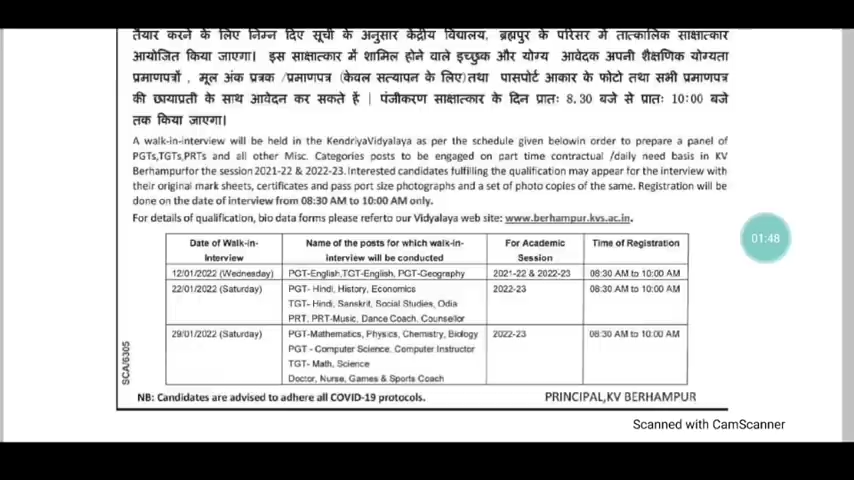 तैयार करने के लिए निम्न दिए सूची के अनुसार केंद्रीय विद्यालय, ब्रह्मपुर के परिसर में तात्कालिक साक्षात्कार
आयोजित किया जाएगा। इस साक्षात्कार में शामिल होने वाले इच्छुक और योग्य आवेदक अपनी शैक्षणिक योग्यता
प्रमाणपत्रों , मूल अंक प्रत्रक /प्रमाणपत्र (केवल सत्यापन के लिए)तथा पासपोर्ट आकार के फोटो तथा सभी प्रमाणपत्र
की छायाप्रती के साथ आवेदन कर सकते हैं | पंजीकरण साक्षात्कार के दिन प्रातः 8.30 बजे से प्रातः 10:00 बजे
तक किया जाएगा।
A walk-in-interview will be held in the KendriyaVidyalaya as per the schedule given belowin order to prepare a panel of
PGTs,TGTs,PRTs and all other Misc. Categories posts to be engaged on part time contractual /daily need basis in KV
Berhampurfor the session 2021-22 & 2022-23.Interested candidates fulfilling the qualification may appear for the interview with
their original mark sheets, certificates and pass port size photographs and a set of photo copies of the same. Registration will be
done on the date of interview from 08:30 AM to 10:00 AM only.
For details of qualification, bio data forms please referto our Vidyalaya web site: www.berhampur.kvs.ac.in.
01:48
Date of Walk-in-Interview Name of the posts for which walk-in-interview will be conducted For Academic Session Time of Registration
12/01/2022 (Wednesday) PGT-English,TGT-English, PGT-Geography 2021-22 & 2022-23 08:30 AM to 10:00 AM
22/01/2022 (Saturday) PGT- Hindi, History, Economics 2022-23 08:30 AM to 10:00 AM
TGT- Hindi, Sanskrit, Social Studies, Odia
PRT, PRT-Music, Dance Coach, Counsellor
29/01/2022 (Saturday) PGT-Mathematics, Physics, Chemistry, Biology 2022-23 08:30 AM to 10:00 AM
PGT - Computer Science, Computer Instructor
TGT- Math, Science
Doctor, Nurse, Games & Sports Coach
SCA/6305
NB: Candidates are advised to adhere all COVID-19 protocols. PRINCIPAL,KV BERHAMPUR
Scanned with CamScanner